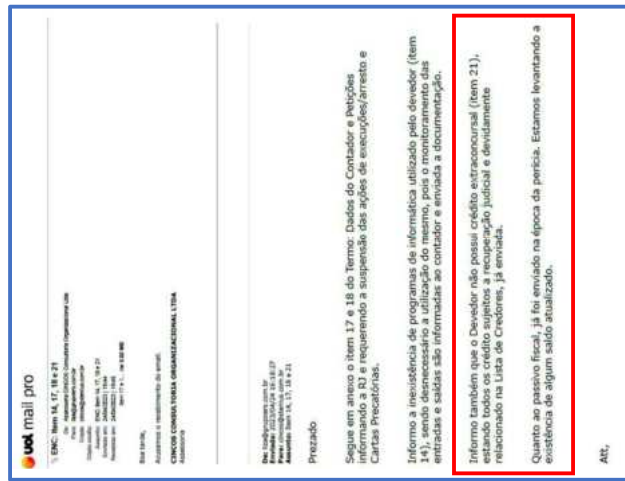 uol mail pro
ENC: Item 14, 17, 18 e 21
Boa tarde,
Acusamos o recebimento do email.
CINCOS CONSULTORIA ORGANIZACIONAL LTDA
Assessoria
Assunto: Item 14, 17, 18 e 21
Prezado
Segue em anexo o item 17 e 18 do Termo: Dados do Contador e Petições
informando a RJ e requerendo a suspensão das ações de execuções/arresto e
Cartas Precatórias.
Informo a inexistência de programas de informática utilizado pelo devedor (item
14), sendo desnecessário a utilização do mesmo, pois o monitoramento das
entradas e saídas são informadas ao contador e enviada a documentação.
Informo também que o Devedor não possui crédito extraconcursal (item 21),
estando todos os crédito sujeitos a recuperação judicial e devidamente
relacionado na Lista de Credores, já enviada.
Quanto ao passivo fiscal, já foi enviado na época da perícia. Estamos levantando a
existência de algum saldo atualizado.
Att,